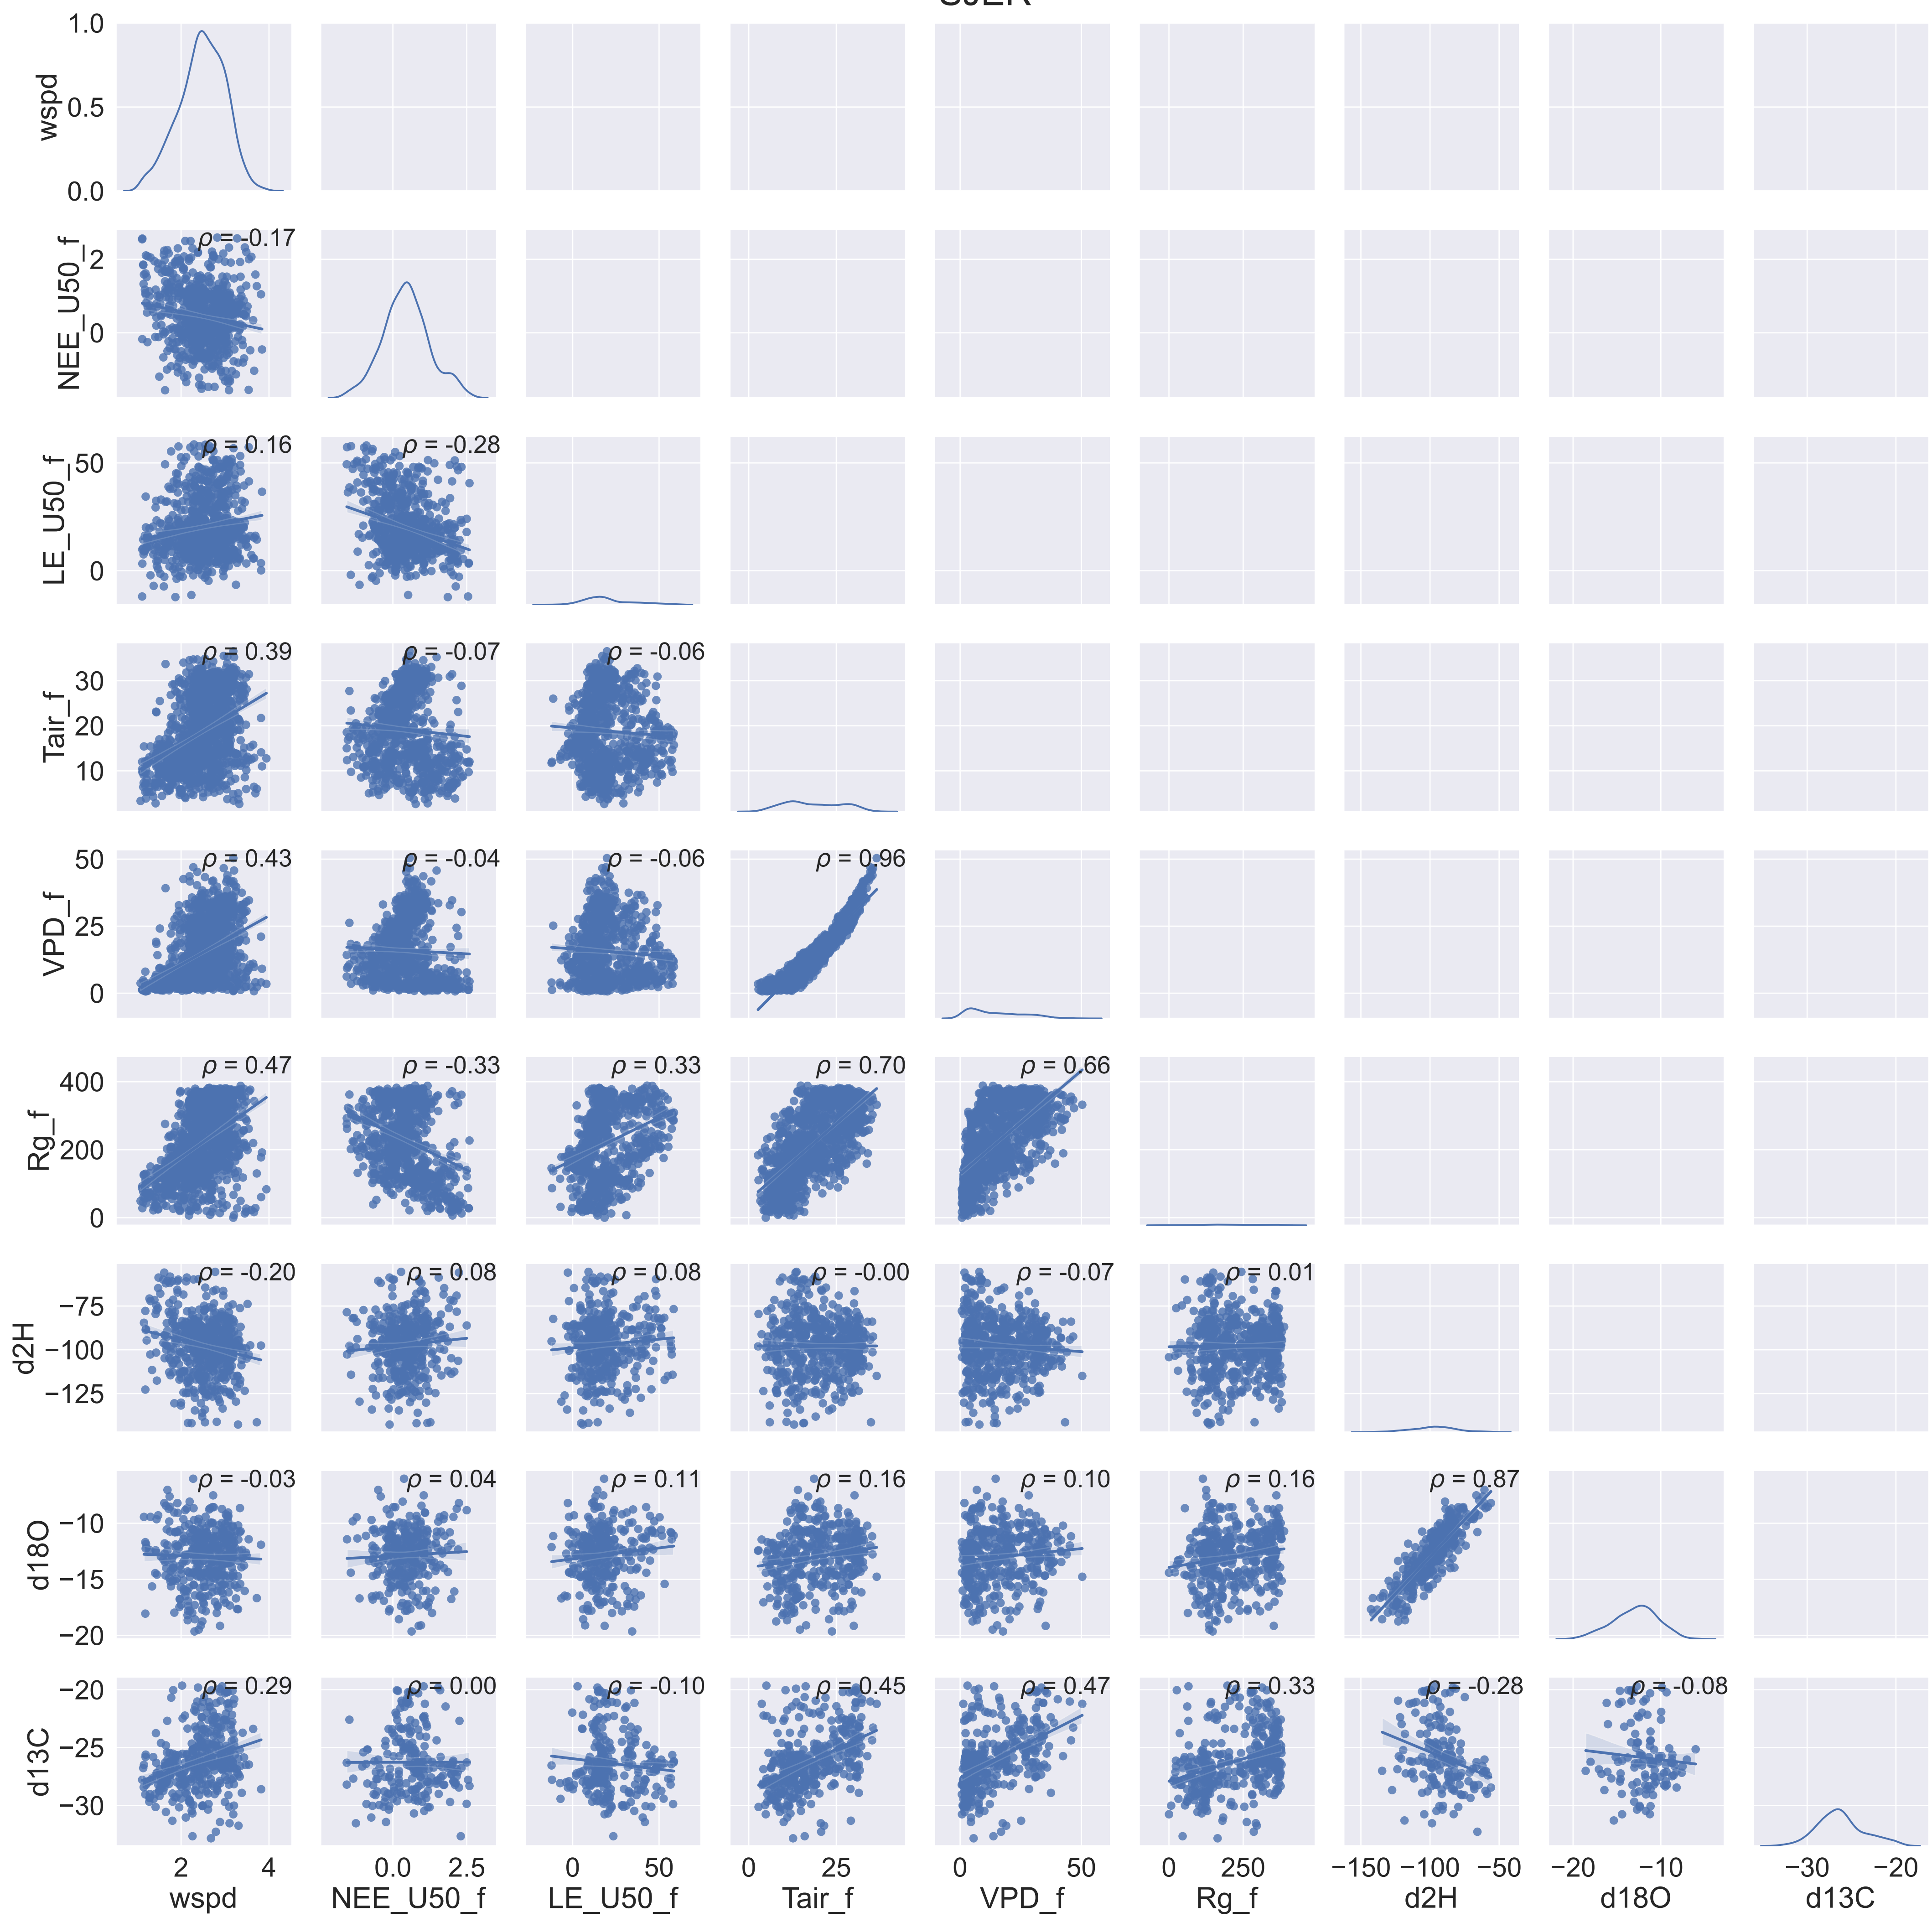 1.0
0.5
0.0
wspd
ρ = -0.17
2
0
NEE_U50_f
ρ = 0.16
ρ = -0.28
50
0
LE_U50_f
ρ = 0.39
ρ = -0.07
ρ = -0.06
30
20
10
Tair_f
ρ = 0.43
ρ = -0.04
ρ = -0.06
ρ = 0.96
50
25
0
VPD_f
ρ = 0.47
ρ = -0.33
ρ = 0.33
ρ = 0.70
ρ = 0.66
400
200
0
Rg_f
ρ = -0.20
ρ = 0.08
ρ = 0.08
ρ = -0.00
ρ = -0.07
ρ = 0.01
−75
−100
−125
d2H
ρ = -0.03
ρ = 0.04
ρ = 0.11
ρ = 0.16
ρ = 0.10
ρ = 0.16
ρ = 0.87
−10
−15
−20
d18O
ρ = 0.29
ρ = 0.00
ρ = -0.10
ρ = 0.45
ρ = 0.47
ρ = 0.33
ρ = -0.28
ρ = -0.08
−20
−25
−30
d13C
2 4
0.0 2.5
0 50
0 25
0 50
0 250
−150 −100 −50
−20 −10
−30 −20
wspd
NEE_U50_f
LE_U50_f
Tair_f
VPD_f
Rg_f
d2H
d18O
d13C